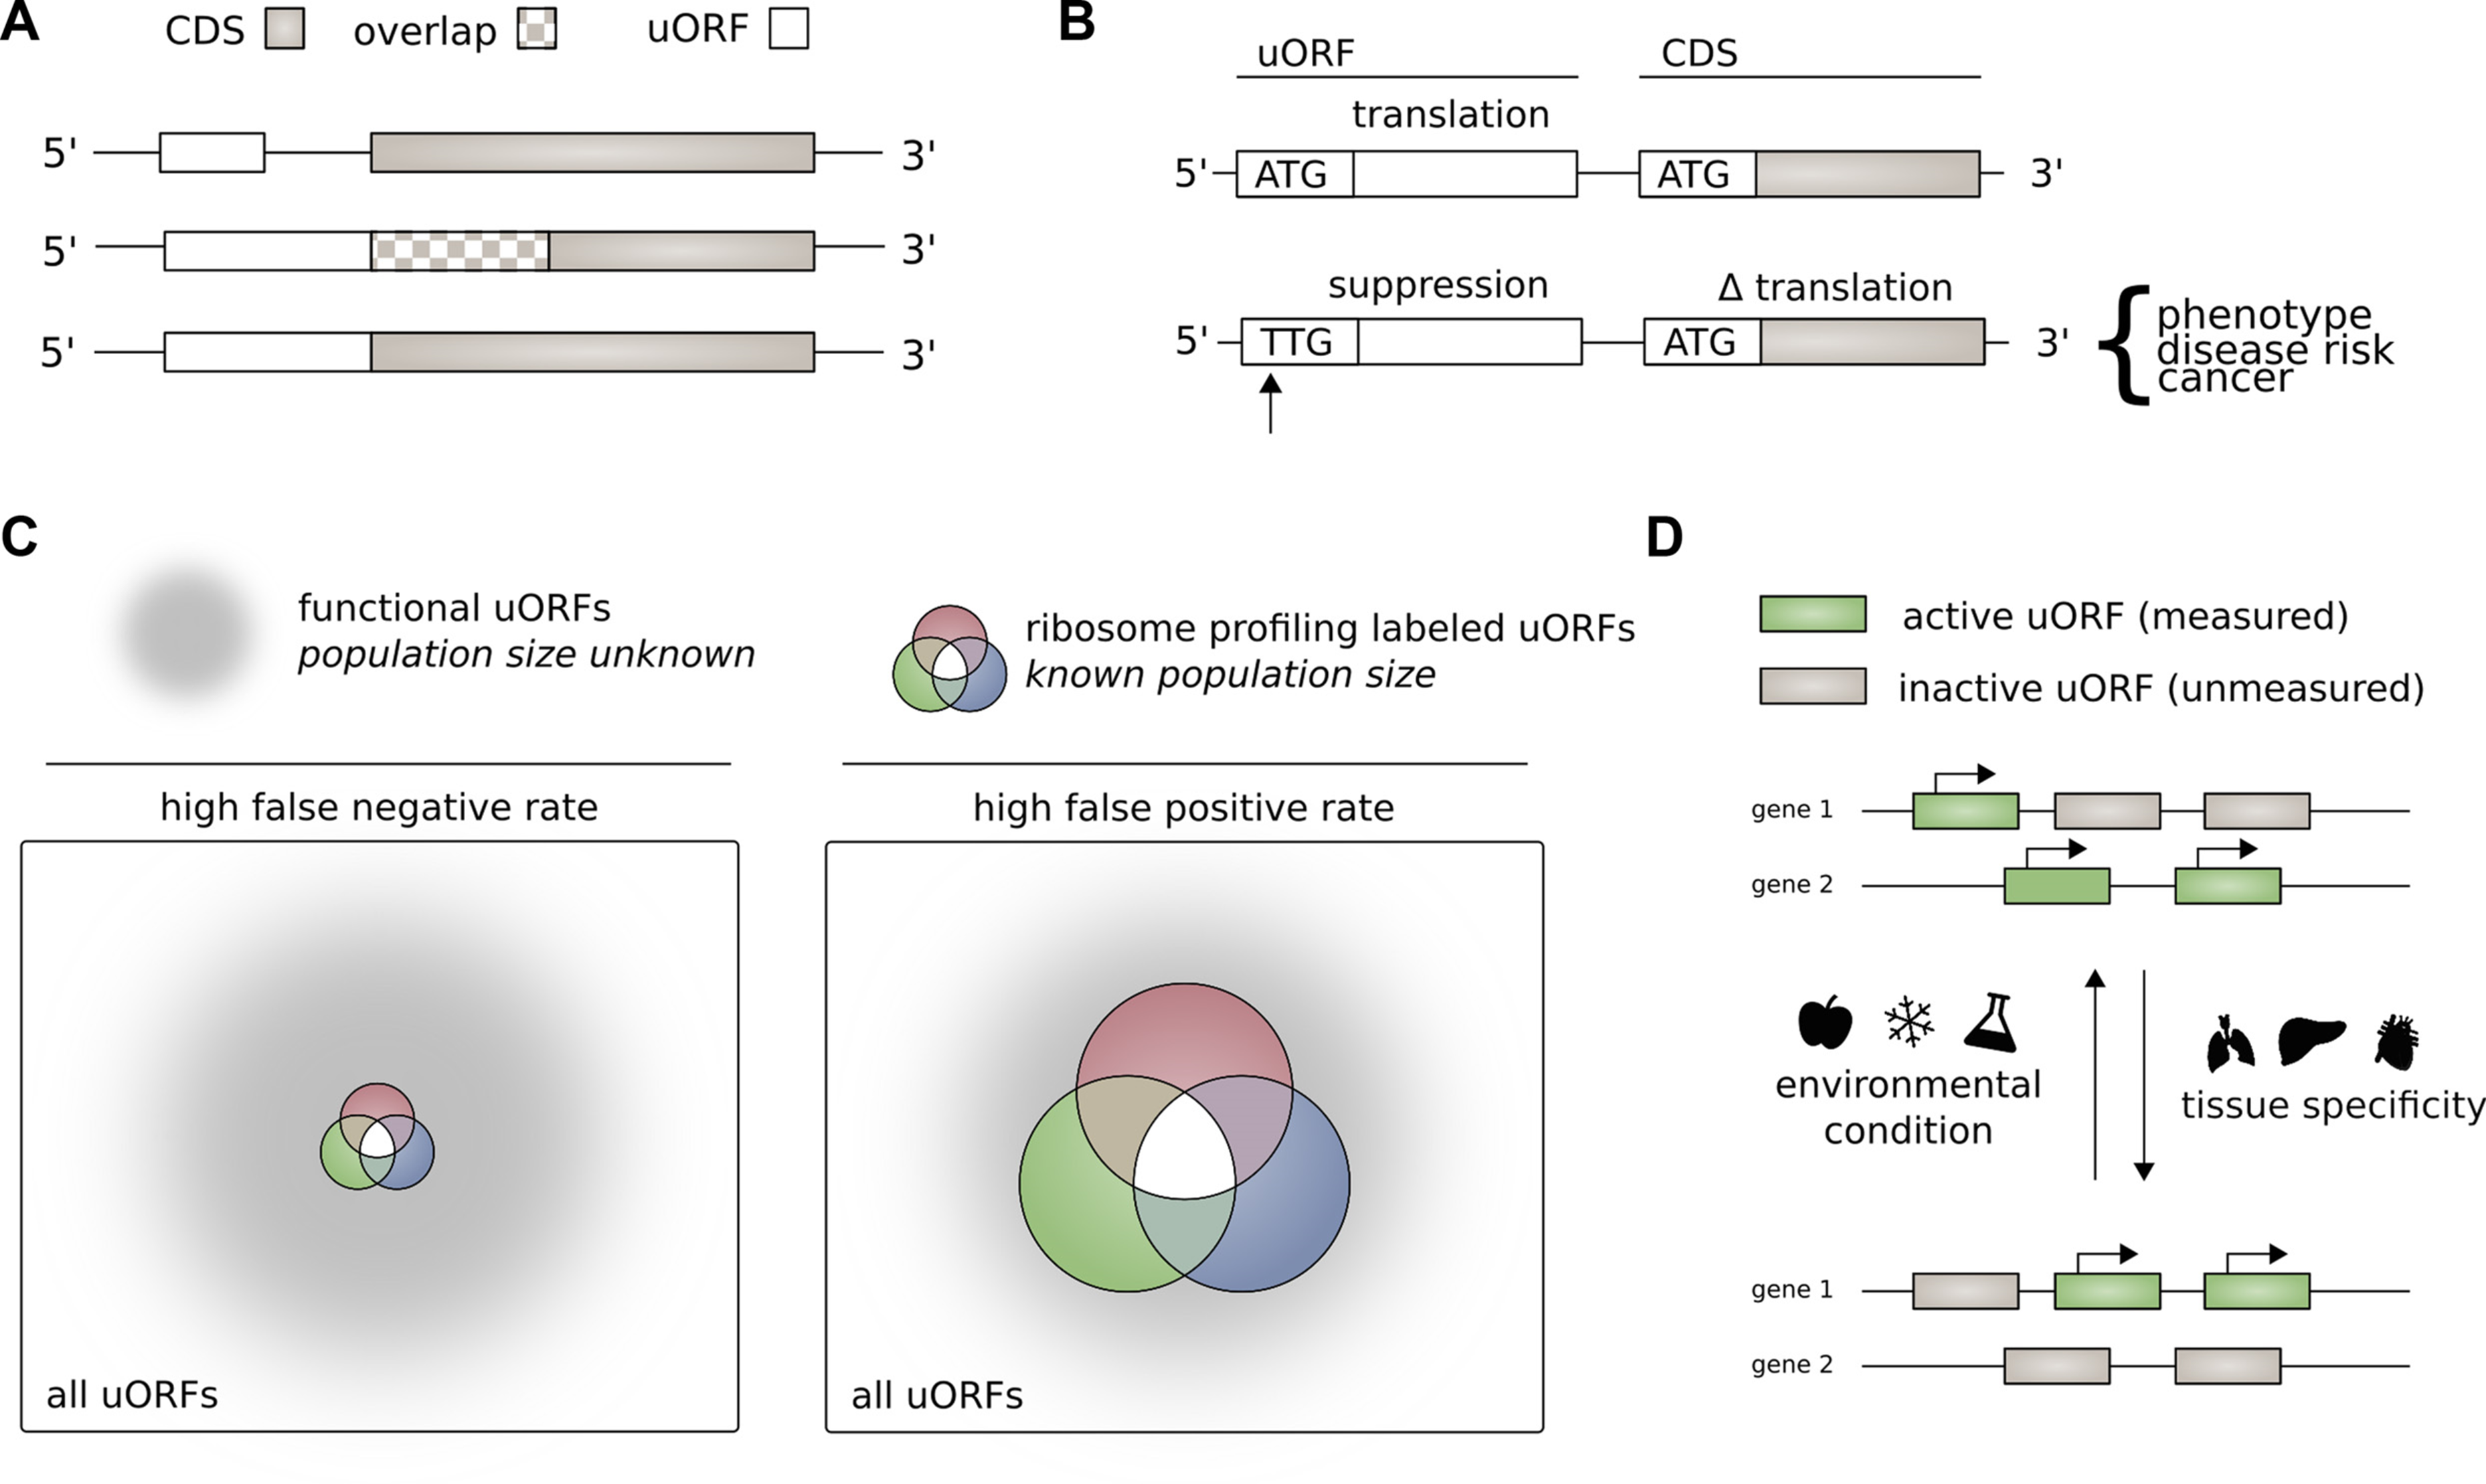 A
CDS
overlap
uORF
5'
3'
5'
3'
5'
3'
B
uORF
CDS
translation
5'
ATG
ATG
3'
suppression
Δ translation
5'
TTG
ATG
3'
phenotype
disease risk
cancer
C
functional uORFs
population size unknown
ribosome profiling labeled uORFs
known population size
high false negative rate
all uORFs
high false positive rate
all uORFs
D
active uORF (measured)
inactive uORF (unmeasured)
gene 1
gene 2
environmental
condition
tissue specificity
gene 1
gene 2